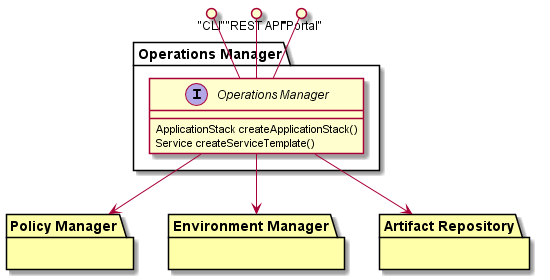 "CLI""REST API"Portal"
Operations Manager
I
Operations Manager
ApplicationStack createApplicationStack()
Service createServiceTemplate()
Policy Manager
Environment Manager
Artifact Repository